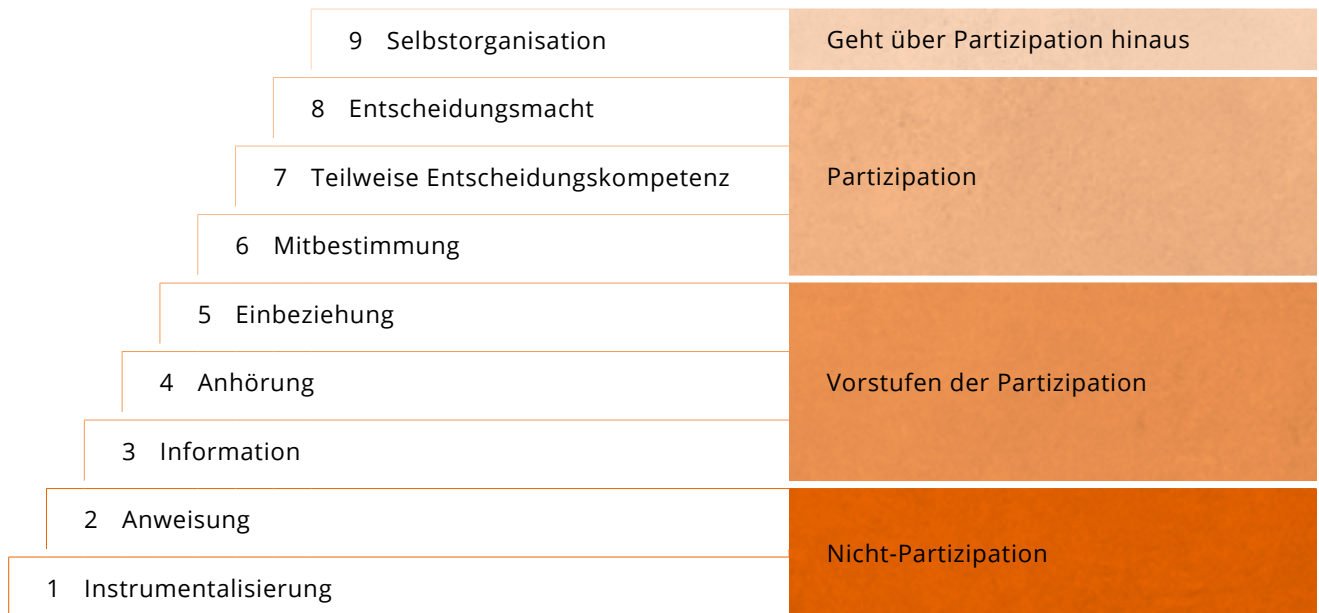 9 Selbstorganisation
Geht über Partizipation hinaus
8 Entscheidungsmacht
7 Teilweise Entscheidungskompetenz
Partizipation
6 Mitbestimmung
5 Einbeziehung
4 Anhörung
Vorstufen der Partizipation
3 Information
2 Anweisung
Nicht-Partizipation
1 Instrumentalisierung